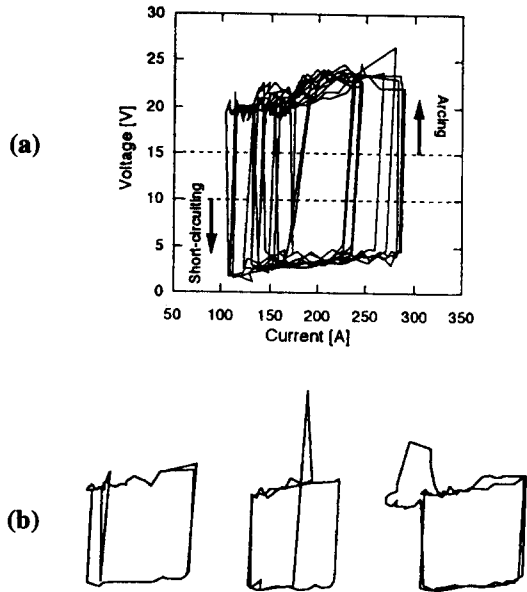 (a)
Voltage [V]
30
25
20
15
10
5
0
Arcing
Short-circuiting
50 100 150 200 250 300 350
Current [A]
(b)